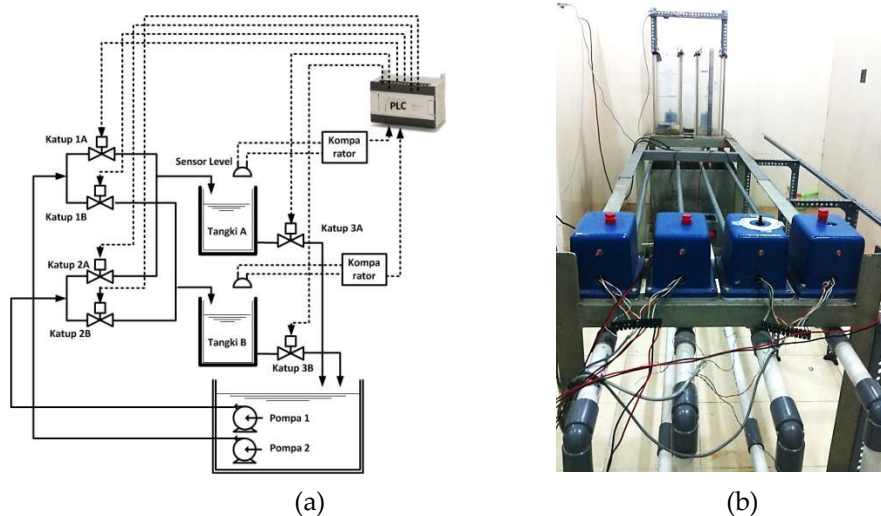 PLC
Katup 1A
Sensor Level
Kompa
rator
Katup 1B
Tangki A
Katup 3A
Katup 2A
Kompa
rator
Katup 2B
Tangki B
Katup 3B
Pompa 1
Pompa 2
(a)
(b)